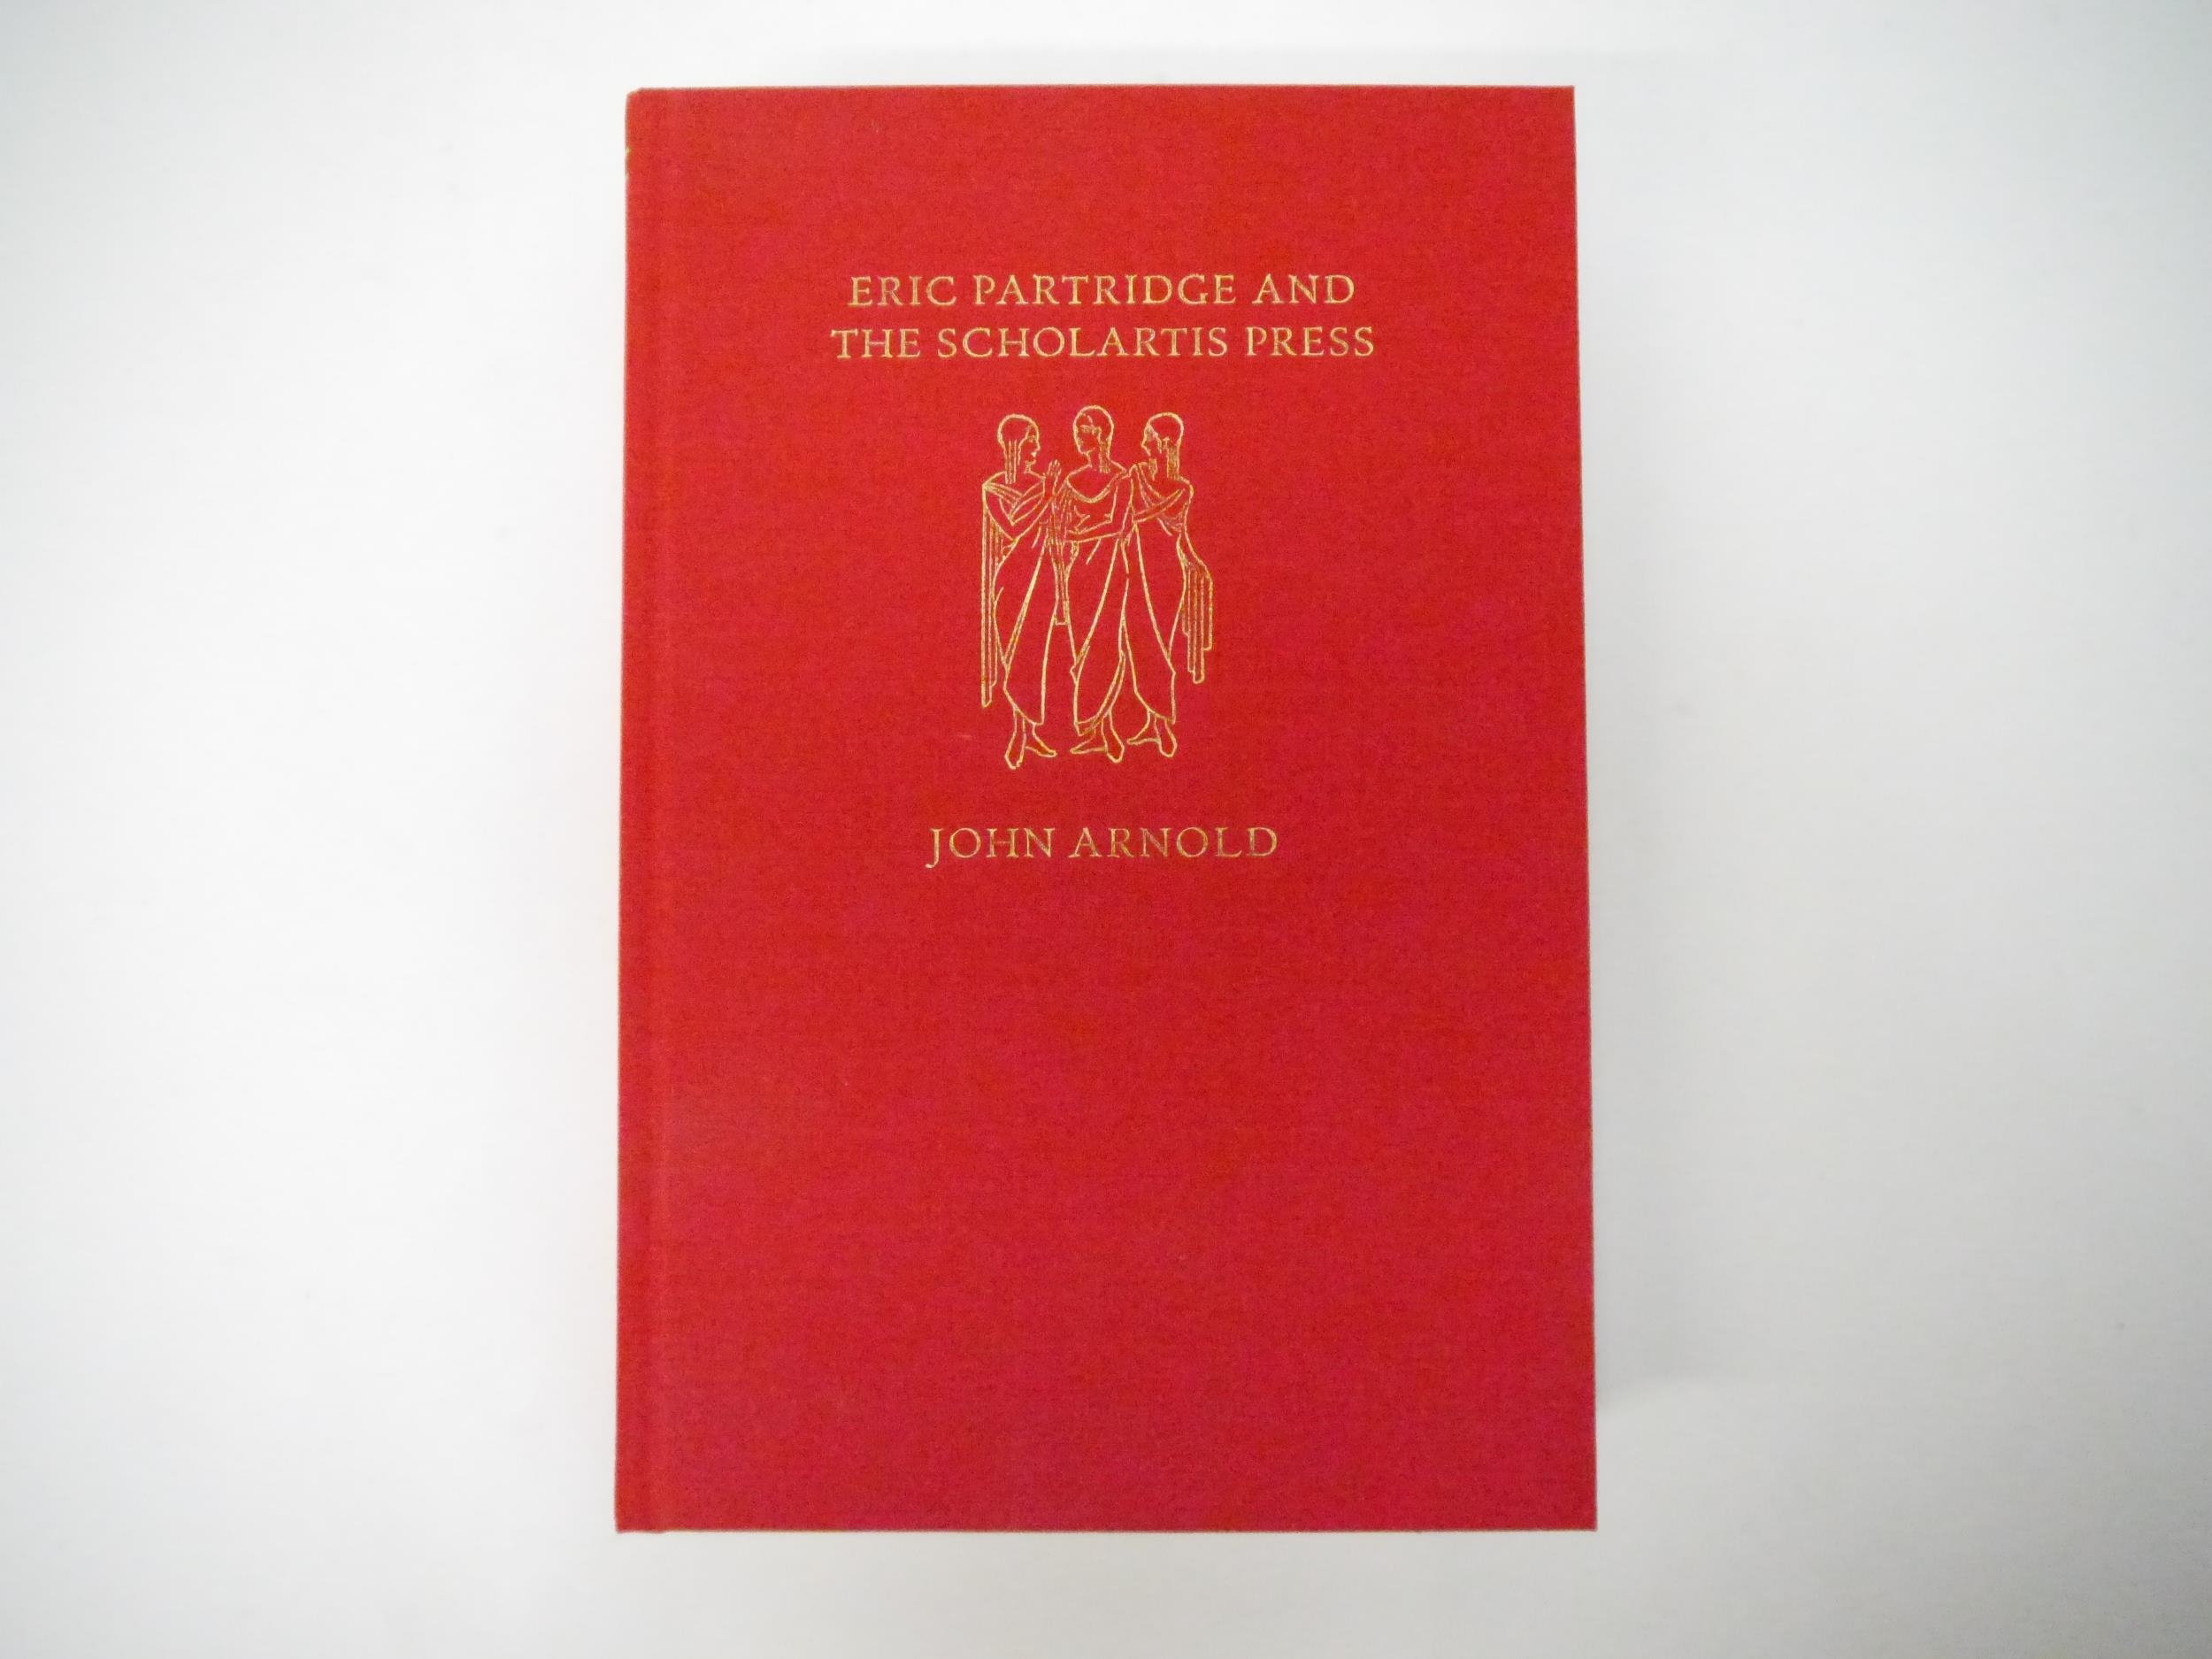 ERIC PARTRIDGE AND
THE SCHOLARTIS PRESS
JOHN ARNOLD